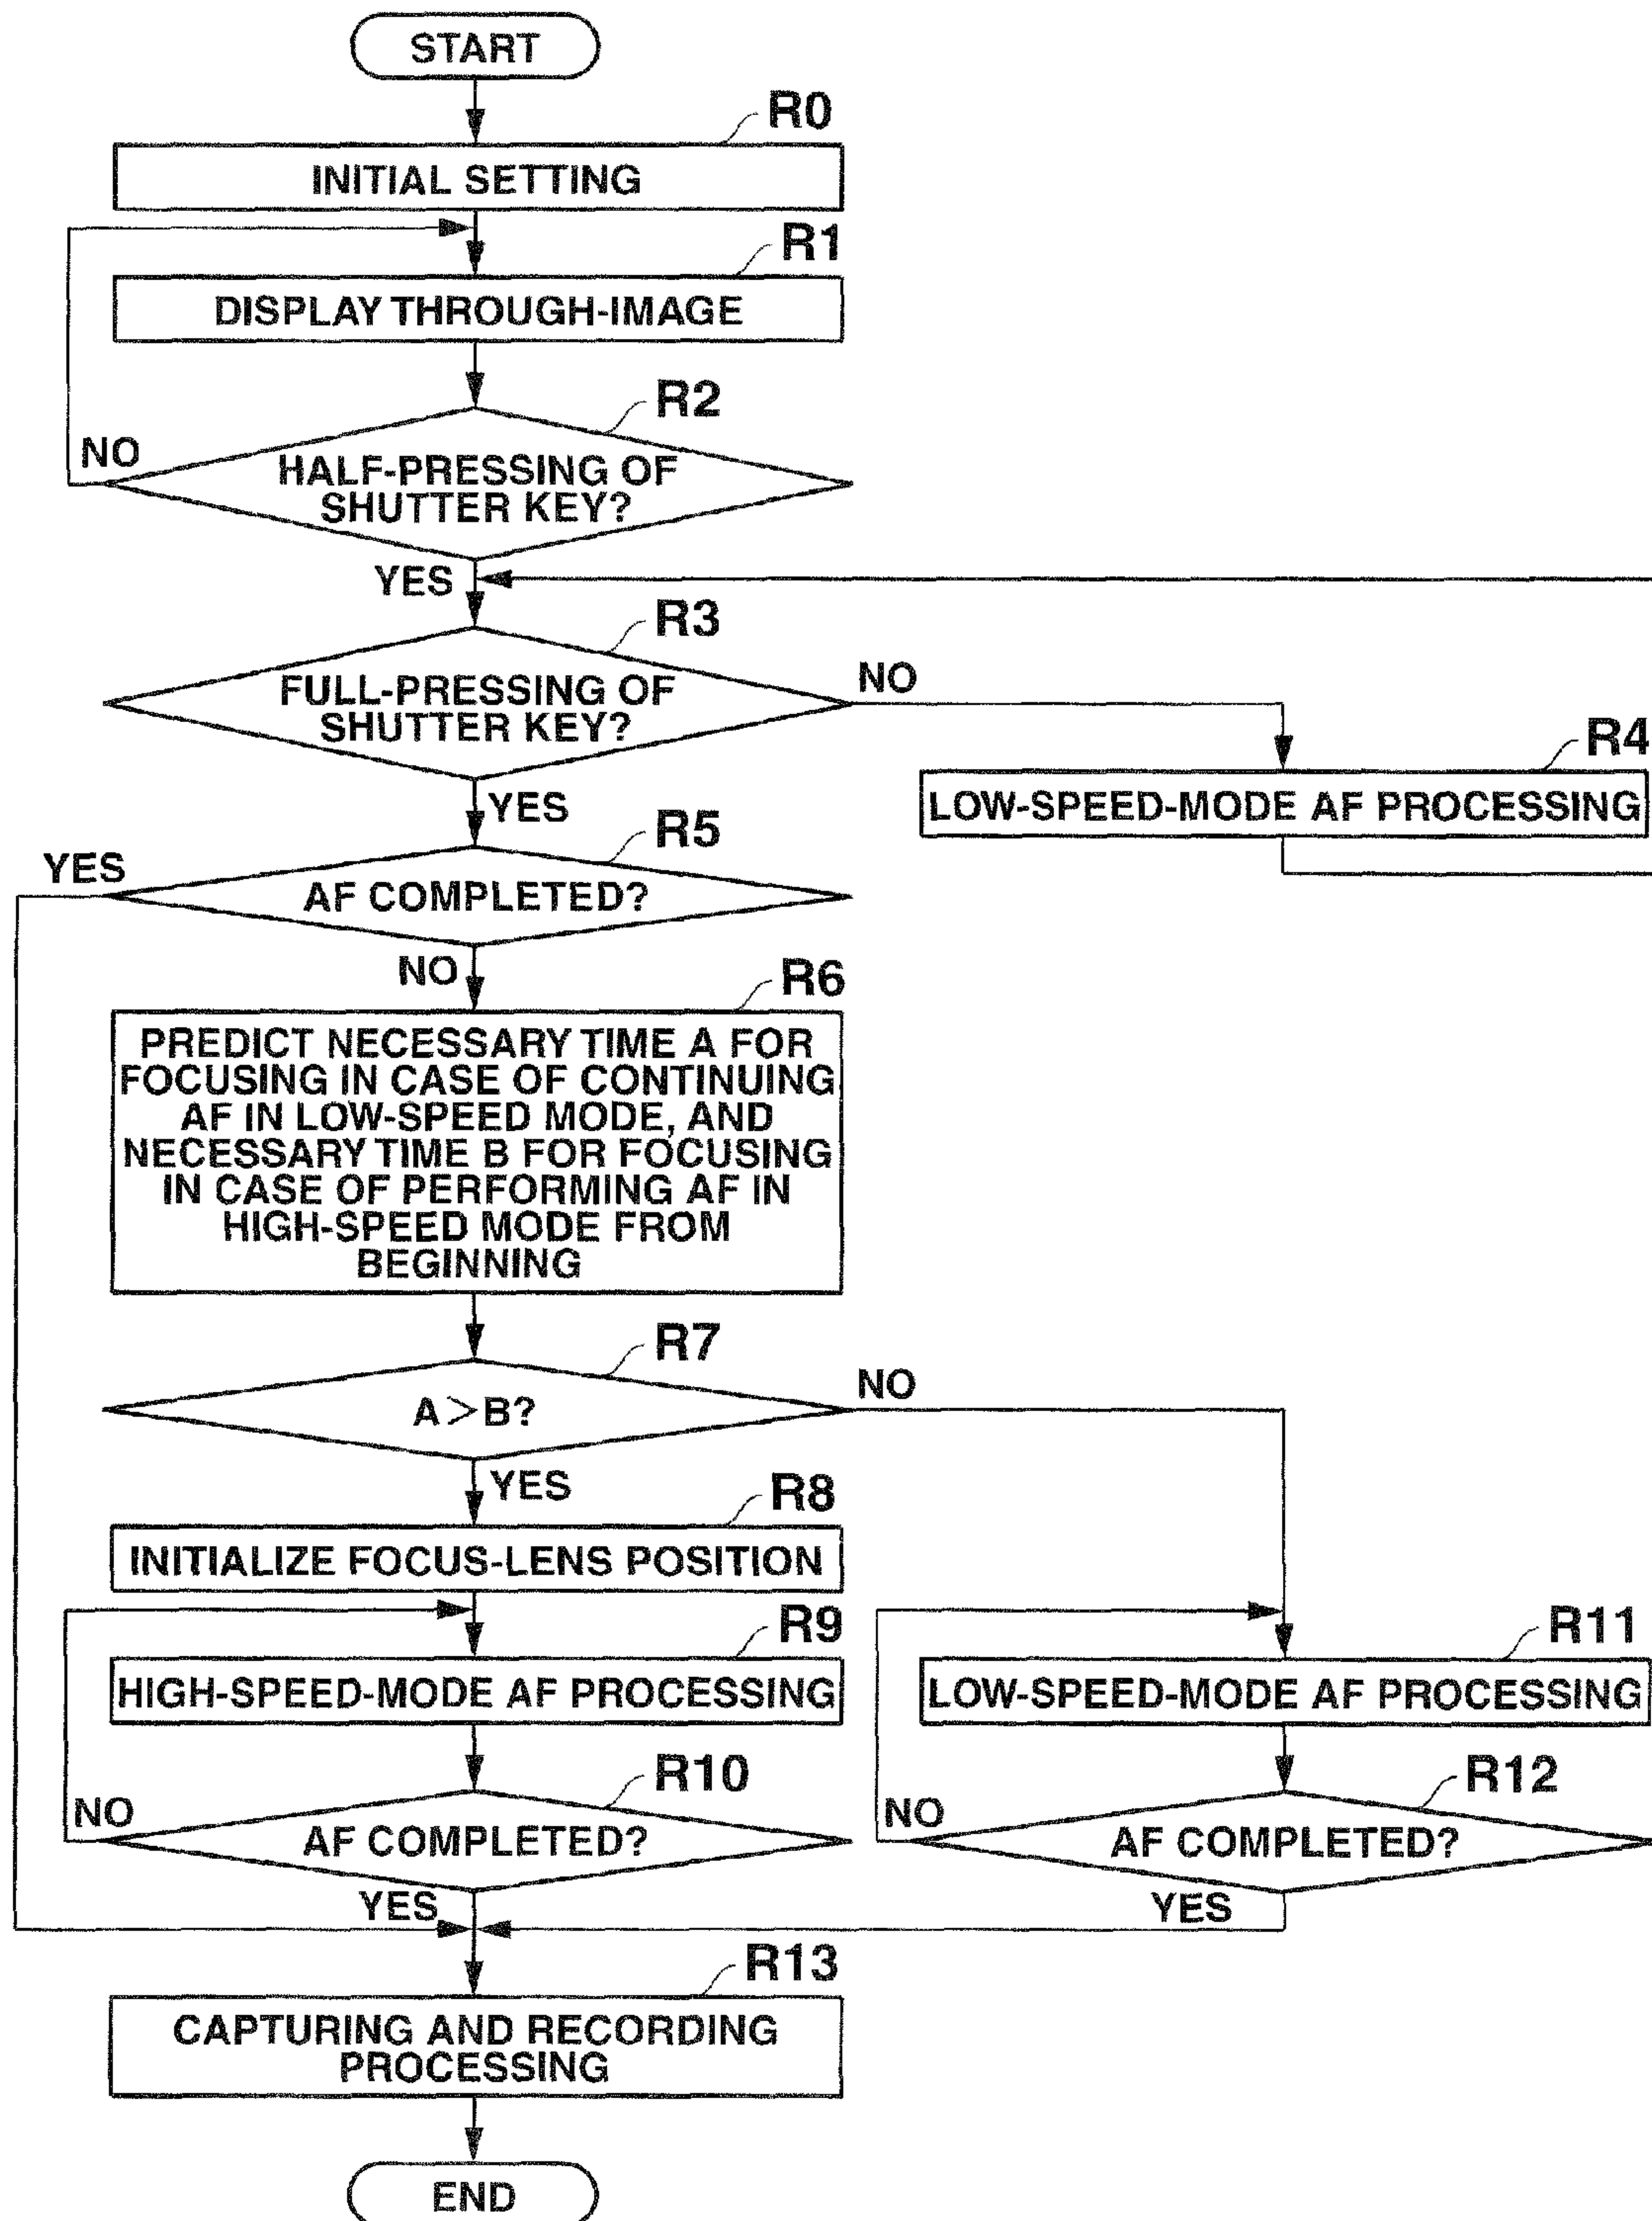 START
R0
INITIAL SETTING
R1
DISPLAY THROUGH-IMAGE
R2
NO
HALF-PRESSING OF
SHUTTER KEY?
YES
R3
NO
FULL-PRESSING OF
SHUTTER KEY?
R4
LOW-SPEED-MODE AF PROCESSING
YES
R5
YES
AF COMPLETED?
NO
R6
PREDICT NECESSARY TIME A FOR
FOCUSING IN CASE OF CONTINUING
AF IN LOW-SPEED MODE, AND
NECESSARY TIME B FOR FOCUSING
IN CASE OF PERFORMING AF IN
HIGH-SPEED MODE FROM
BEGINNING
R7
NO
A>B?
YES
R8
INITIALIZE FOCUS-LENS POSITION
R9
HIGH-SPEED-MODE AF PROCESSING
R11
LOW-SPEED-MODE AF PROCESSING
R10
NO
AF COMPLETED?
YES
R12
NO
AF COMPLETED?
YES
R13
CAPTURING AND RECORDING
PROCESSING
END